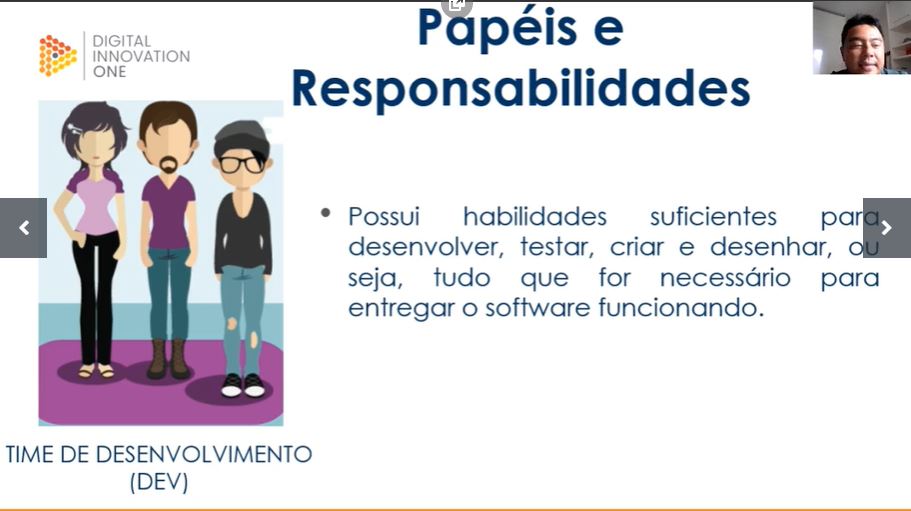 Papéis e
Responsabilidades
DIGITAL
INNOVATION
ONE
Possui habilidades suficientes para
desenvolver, testar, criar e desenhar, ou
seja, tudo que for necessário para
entregar o software funcionando.
TIME DE DESENVOLVIMENTO
(DEV)